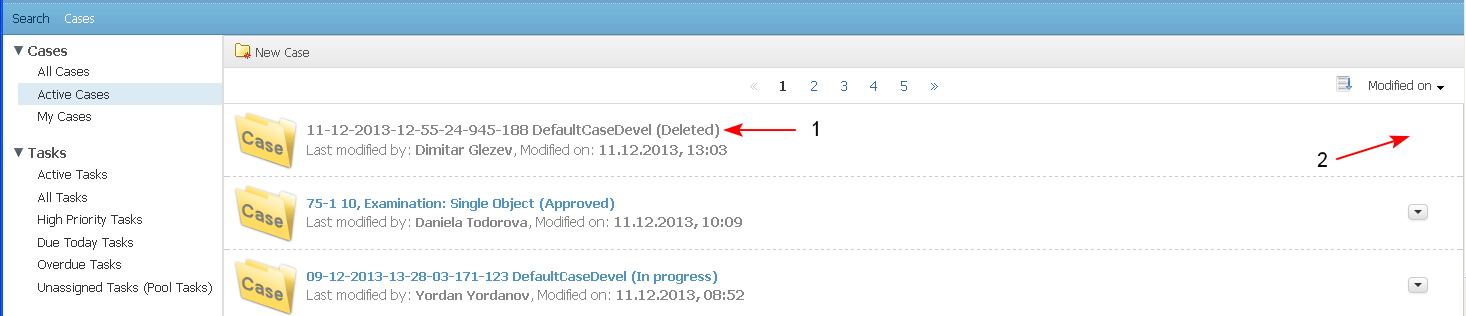 Search Cases
Cases
All Cases
Active Cases
My Cases
Tasks
Active Tasks
All Tasks
High Priority Tasks
Due Today Tasks
Overdue Tasks
Unassigned Tasks (Pool Tasks)
New Case
« 1 2 3 4 5 »
Modified on
Case
11-12-2013-12-55-24-945-188 DefaultCaseDevel (Deleted)
Last modified by: Dimitar Glezev, Modified on: 11.12.2013, 13:03
1
2
Case
75-1 10, Examination: Single Object (Approved)
Last modified by: Daniela Todorova, Modified on: 11.12.2013, 10:09
Case
09-12-2013-13-28-03-171-123 DefaultCaseDevel (In progress)
Last modified by: Yordan Yordanov, Modified on: 11.12.2013, 08:52